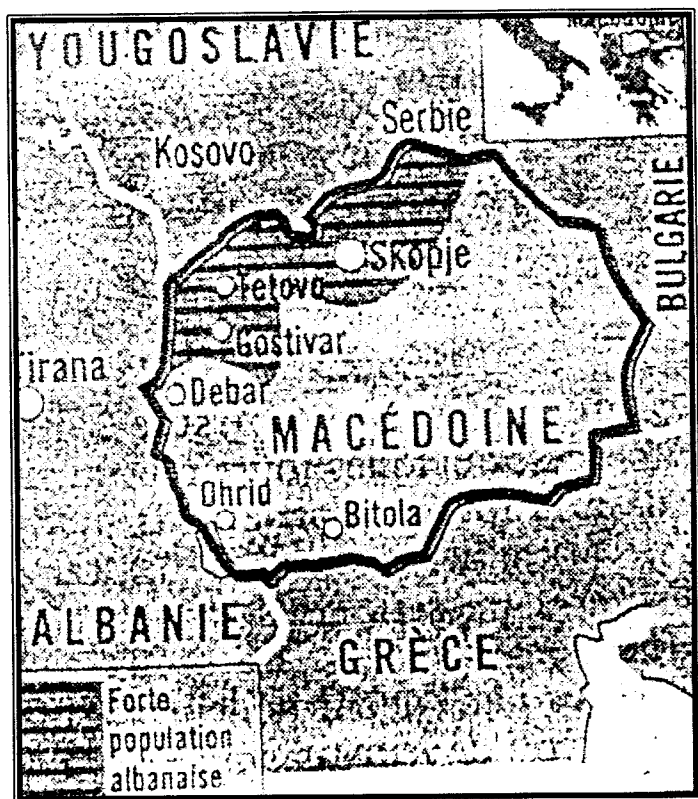 YOUGOSLAVIE
Serbie
Kosovo
BULGARIE
Skopje
Tetovo
Gostivar
irana
Debar
MACÉDOINE
Ohrid
Bitola
ALBANIE
GRÈCE
Forte
population
albanaise